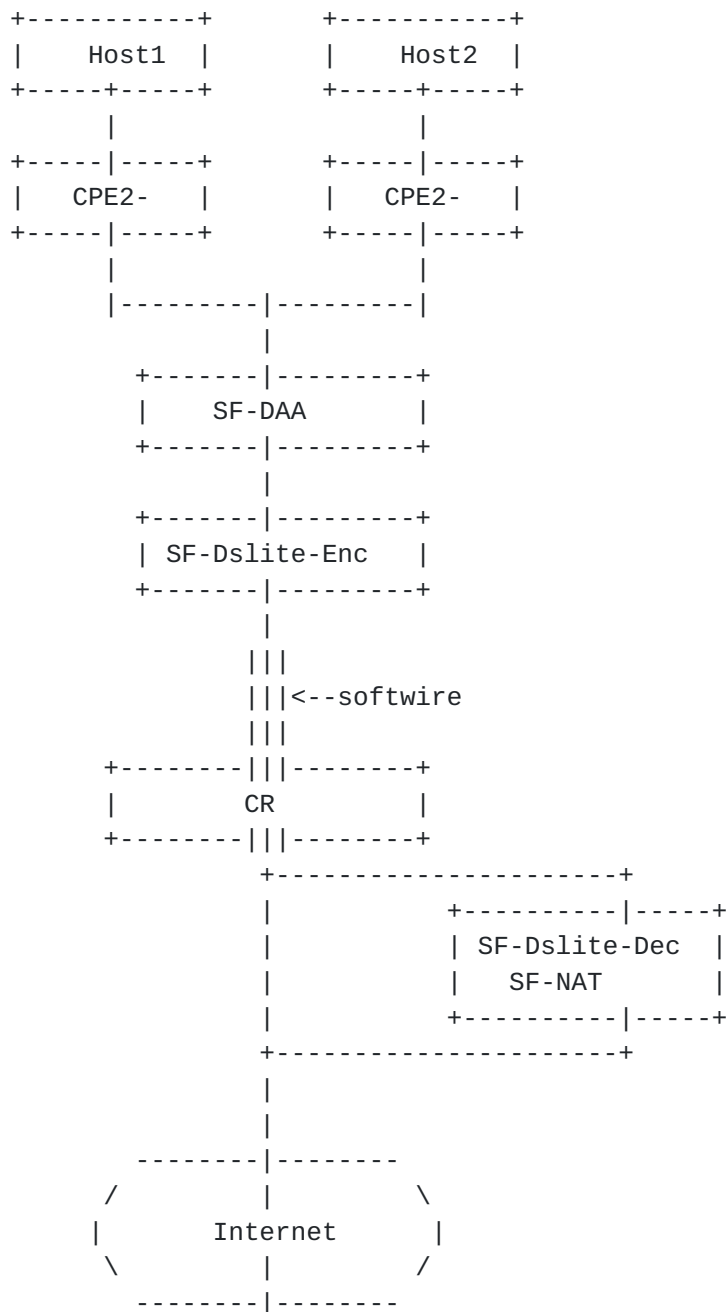 Host1 Host2
CPE2- CPE2-
SF-DAA
SF-Dslite-Enc
<--softwire
CR
SF-Dslite-Dec
SF-NAT
Internet